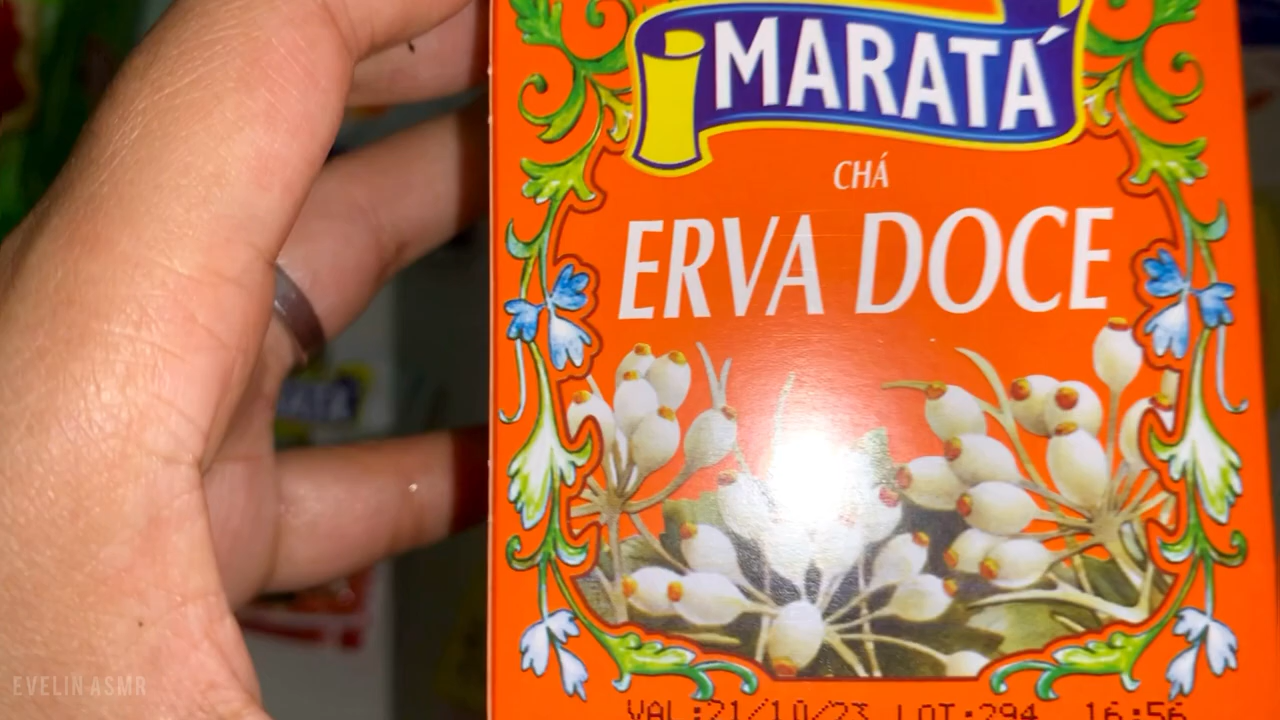 MARATÁ
CHÁ
ERVA DOCE
VAL:21/10/23 LOT:294 16:56
EVELIN ASMR